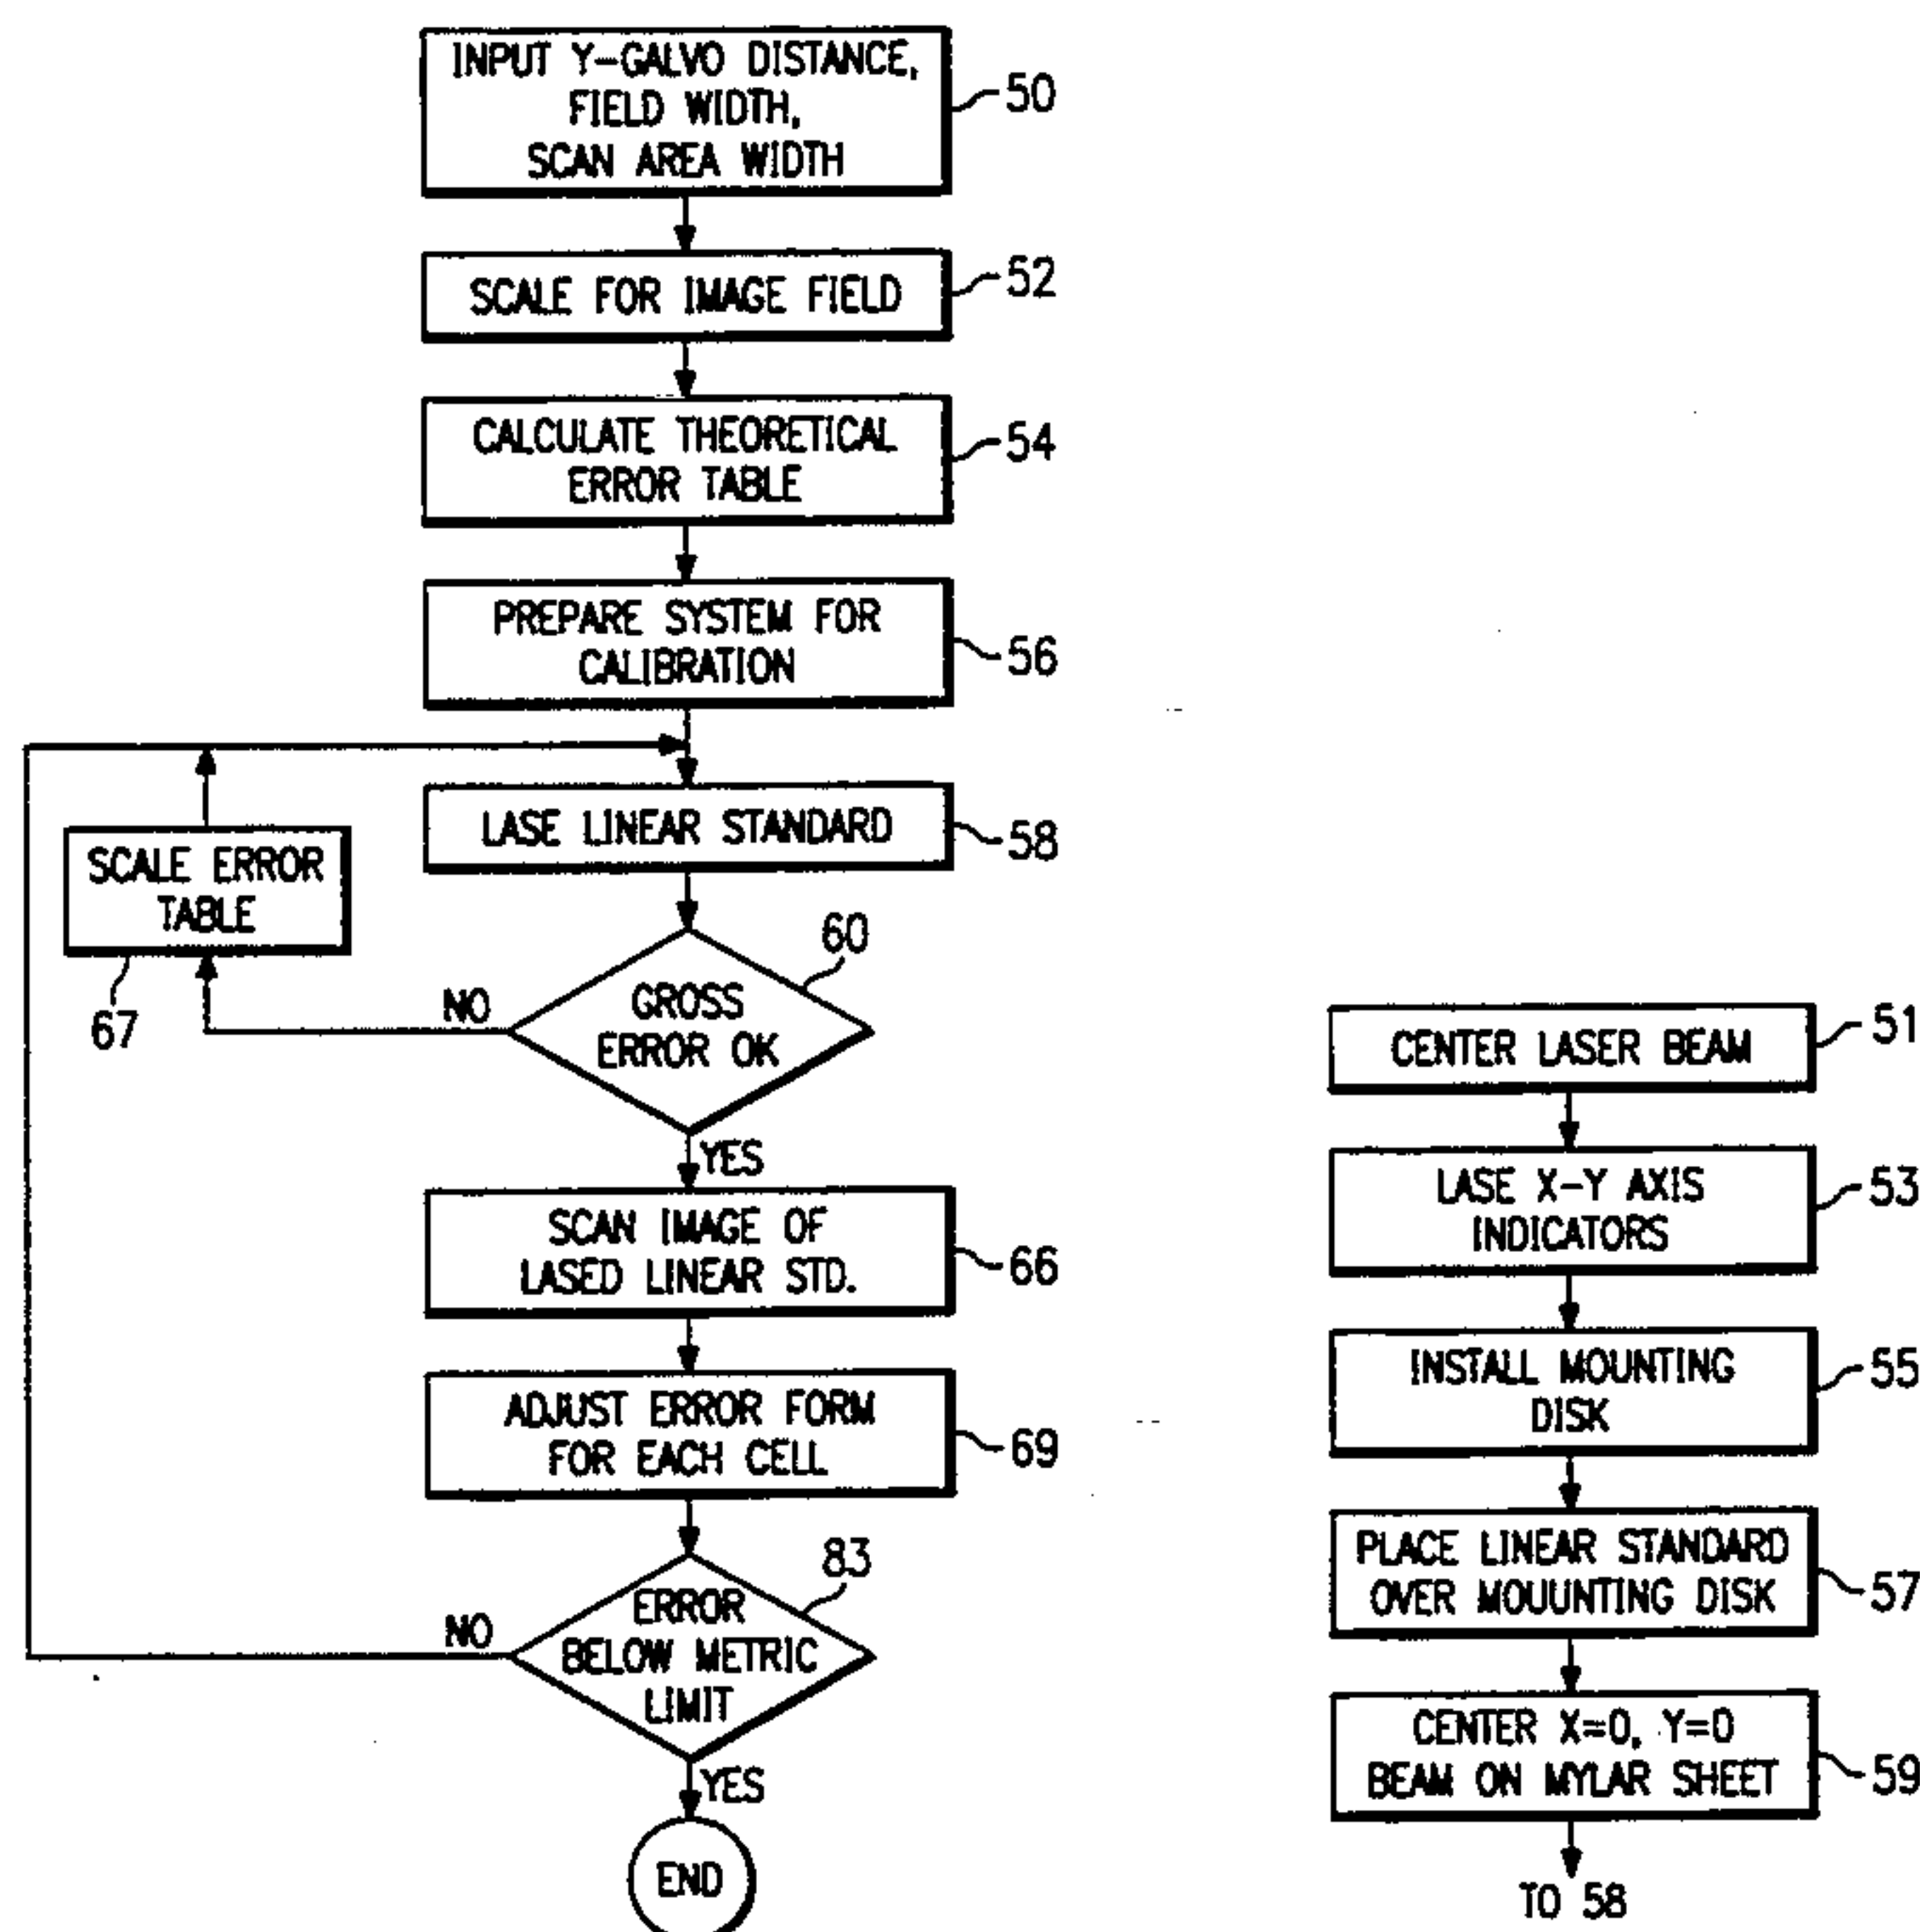 INPUT Y-GALVO DISTANCE,
FIELD WIDTH,
SCAN AREA WIDTH
50
SCALE FOR IMAGE FIELD
52
CALCULATE THEORETICAL
ERROR TABLE
54
PREPARE SYSTEM FOR
CALIBRATION
56
LASE LINEAR STANDARD
58
SCALE ERROR
TABLE
67
60
GROSS
ERROR OK
NO
YES
SCAN IMAGE OF
LASED LINEAR STD.
66
ADJUST ERROR FORM
FOR EACH CELL
69
83
ERROR
BELOW METRIC
LIMIT
NO
YES
END
CENTER LASER BEAM
51
LASE X-Y AXIS
INDICATORS
53
INSTALL MOUNTING
DISK
55
PLACE LINEAR STANDARD
OVER MOUUNTING DISK
57
CENTER X=0, Y=0
BEAM ON MYLAR SHEET
59
TO 58